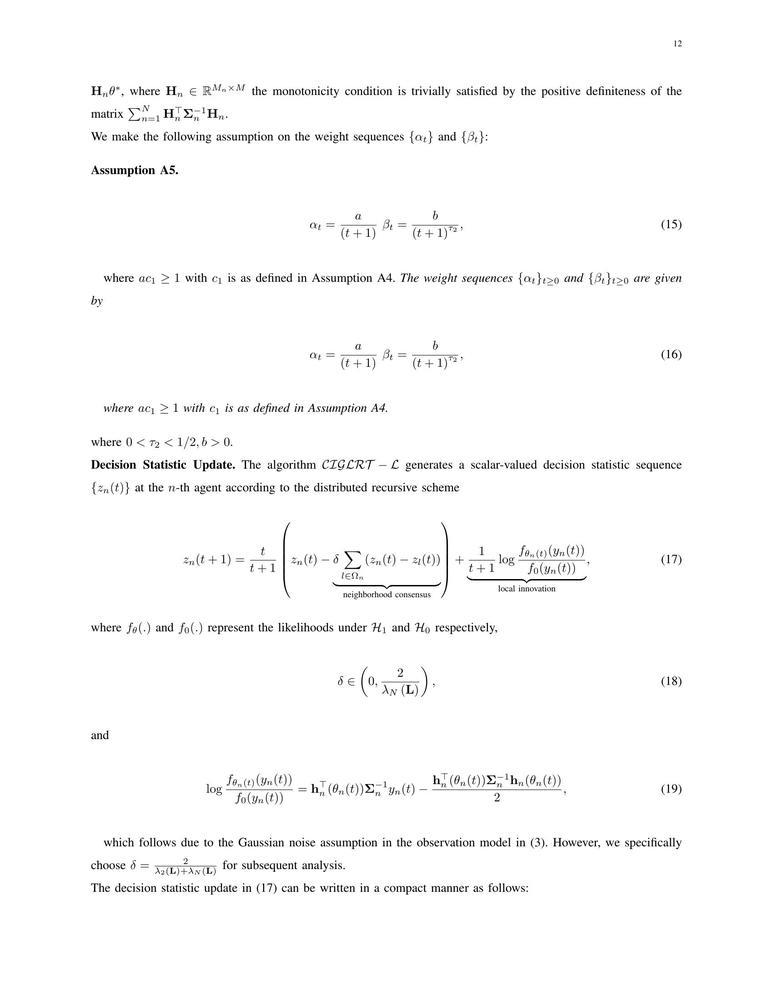 12
$\mathbf{H}_n\theta^*$, where $\mathbf{H}_n \in \mathbb{R}^{M_n \times M}$ the monotonicity condition is trivially satisfied by the positive definiteness of the
matrix $\sum_{n=1}^{N} \mathbf{H}_n^\top \mathbf{\Sigma}_n^{-1} \mathbf{H}_n$.
We make the following assumption on the weight sequences $\{\alpha_t\}$ and $\{\beta_t\}$:
Assumption A5.
$\alpha_t = \frac{a}{(t+1)} \ \beta_t = \frac{b}{(t+1)^{\tau_2}},$ (15)
where $ac_1 \geq 1$ with $c_1$ is as defined in Assumption A4. The weight sequences $\{\alpha_t\}_{t \geq 0}$ and $\{\beta_t\}_{t \geq 0}$ are given
by
$\alpha_t = \frac{a}{(t+1)} \ \beta_t = \frac{b}{(t+1)^{\tau_2}},$ (16)
where $ac_1 \geq 1$ with $c_1$ is as defined in Assumption A4.
where $0 < \tau_2 < 1/2, b > 0$.
Decision Statistic Update. The algorithm $\mathcal{CIGLRT}-\mathcal{L}$ generates a scalar-valued decision statistic sequence
$\{z_n(t)\}$ at the $n$-th agent according to the distributed recursive scheme
$z_n(t+1) = \frac{t}{t+1} \left( z_n(t) - \underbrace{\delta \sum_{l \in \Omega_n} (z_n(t) - z_l(t))}_{\text{neighborhood consensus}} \right) + \underbrace{\frac{1}{t+1} \log \frac{f_{\theta_n(t)}(y_n(t))}{f_0(y_n(t))}}_{\text{local innovation}},$ (17)
where $f_\theta(.)$ and $f_0(.)$ represent the likelihoods under $\mathcal{H}_1$ and $\mathcal{H}_0$ respectively,
$\delta \in \left( 0, \frac{2}{\lambda_N(\mathbf{L})} \right),$ (18)
and
$\log \frac{f_{\theta_n(t)}(y_n(t))}{f_0(y_n(t))} = \mathbf{h}_n^\top(\theta_n(t)) \mathbf{\Sigma}_n^{-1} y_n(t) - \frac{\mathbf{h}_n^\top(\theta_n(t)) \mathbf{\Sigma}_n^{-1} \mathbf{h}_n(\theta_n(t))}{2},$ (19)
which follows due to the Gaussian noise assumption in the observation model in (3). However, we specifically
choose $\delta = \frac{2}{\lambda_2(\mathbf{L}) + \lambda_N(\mathbf{L})}$ for subsequent analysis.
The decision statistic update in (17) can be written in a compact manner as follows: